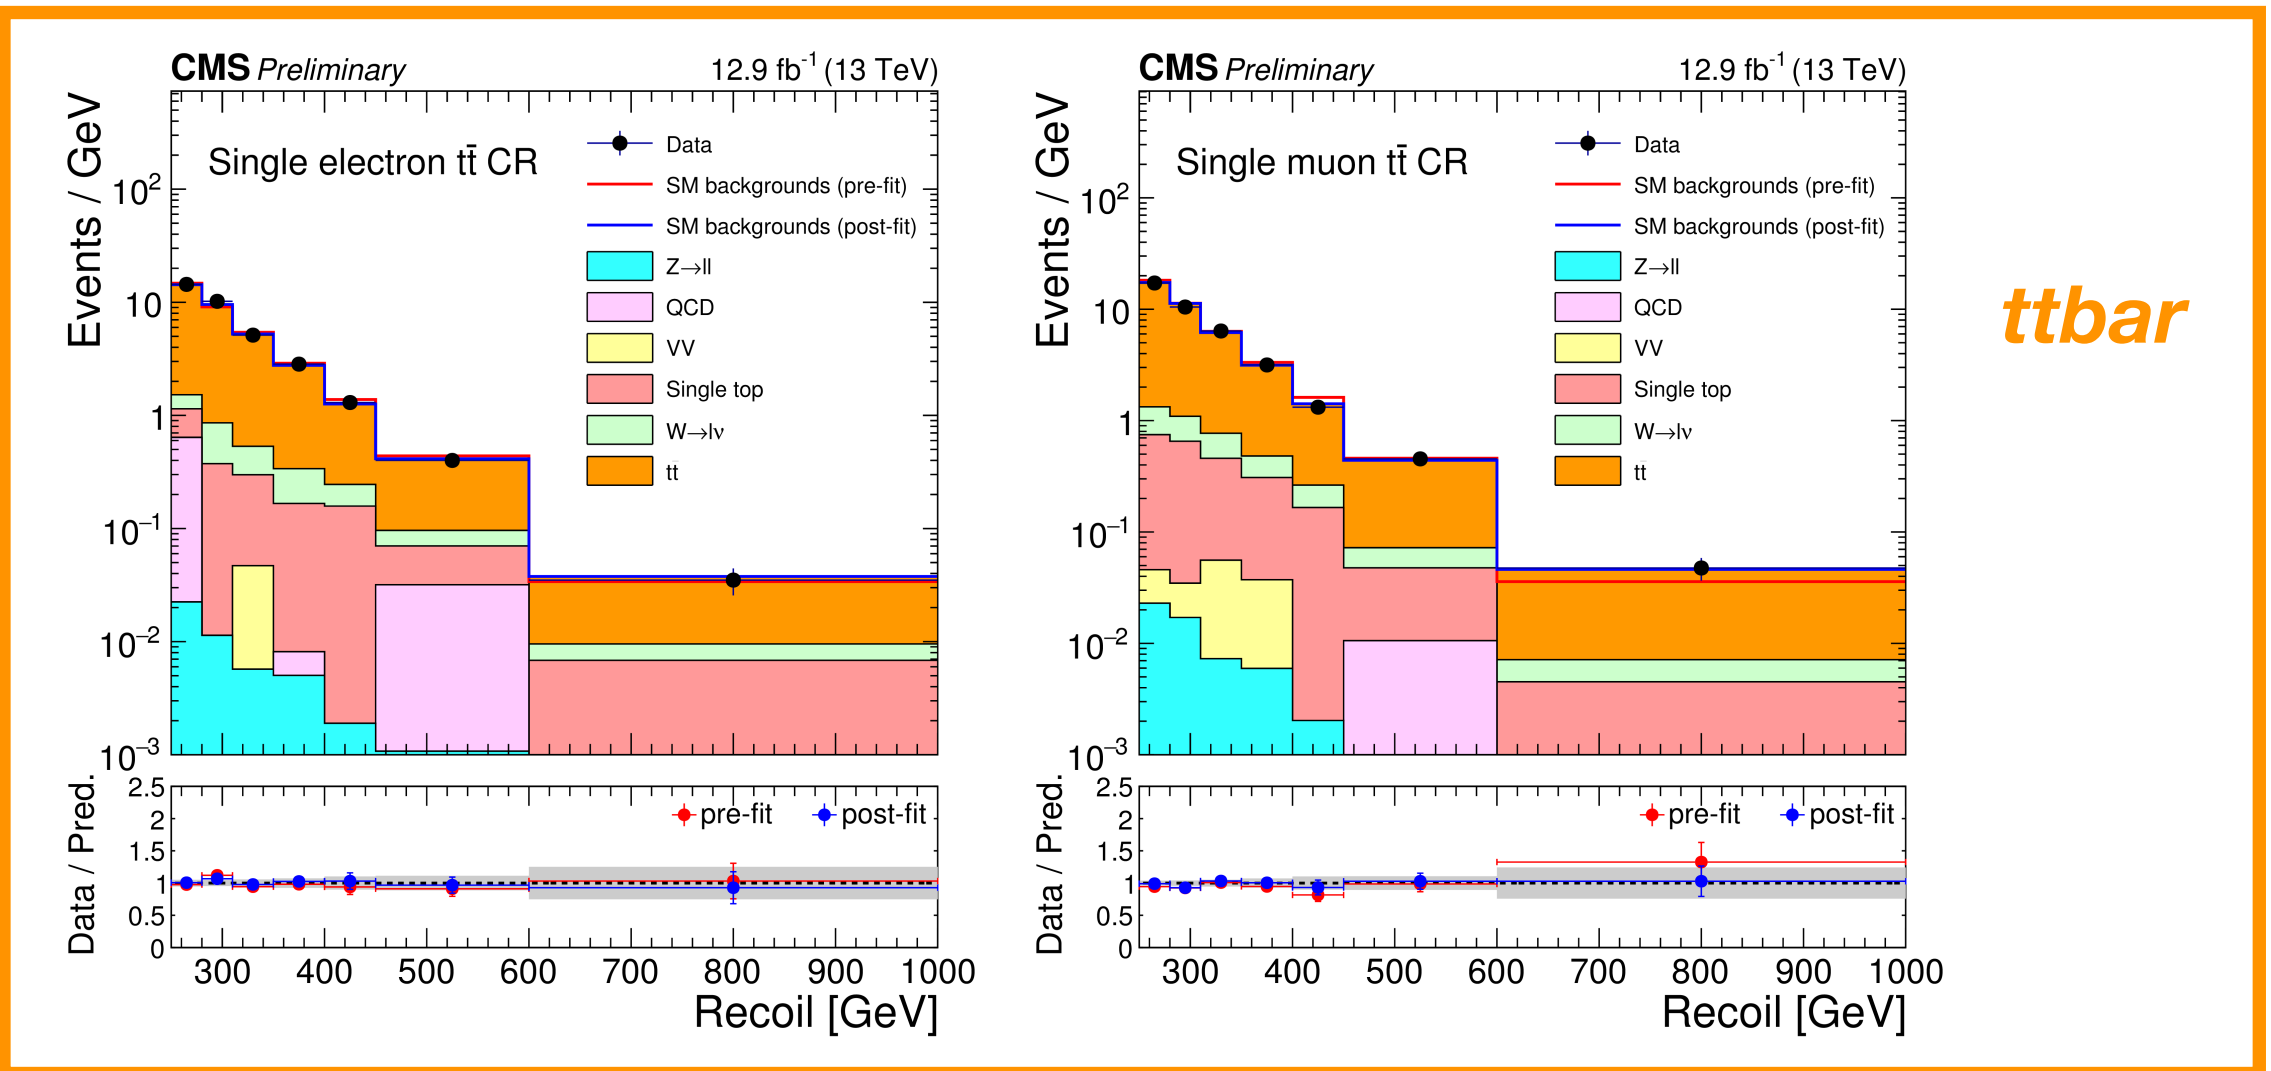 CMS Preliminary 12.9 fb⁻¹ (13 TeV)
Events / GeV
Single electron tt̄ CR
Data
SM backgrounds (pre-fit)
SM backgrounds (post-fit)
Z→ll
QCD
VV
Single top
W→lν
tt
10²
10
1
10⁻¹
10⁻²
10⁻³
Data / Pred.
pre-fit post-fit
2.5
2
1.5
1
0.5
0
300 400 500 600 700 800 900 1000
Recoil [GeV]
CMS Preliminary 12.9 fb⁻¹ (13 TeV)
Events / GeV
Single muon tt̄ CR
Data
SM backgrounds (pre-fit)
SM backgrounds (post-fit)
Z→ll
QCD
VV
Single top
W→lν
tt
10²
10
1
10⁻¹
10⁻²
10⁻³
Data / Pred.
pre-fit post-fit
2.5
2
1.5
1
0.5
0
300 400 500 600 700 800 900 1000
Recoil [GeV]
ttbar